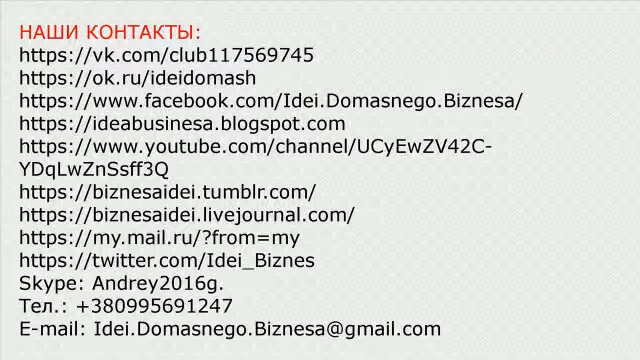 НАШИ КОНТАКТЫ:
https://vk.com/club117569745
https://ok.ru/ideidomash
https://www.facebook.com/Idei.Domasnego.Biznesa/
https://ideabusinesa.blogspot.com
https://www.youtube.com/channel/UCyEwZV42C-
YDqLwZnSsff3Q
https://biznesaidei.tumblr.com/
https://biznesaidei.livejournal.com/
https://my.mail.ru/?from=my
https://twitter.com/Idei_Biznes
Skype: Andrey2016g.
Тел.: +380995691247
E-mail: Idei.Domasnego.Biznesa@gmail.com